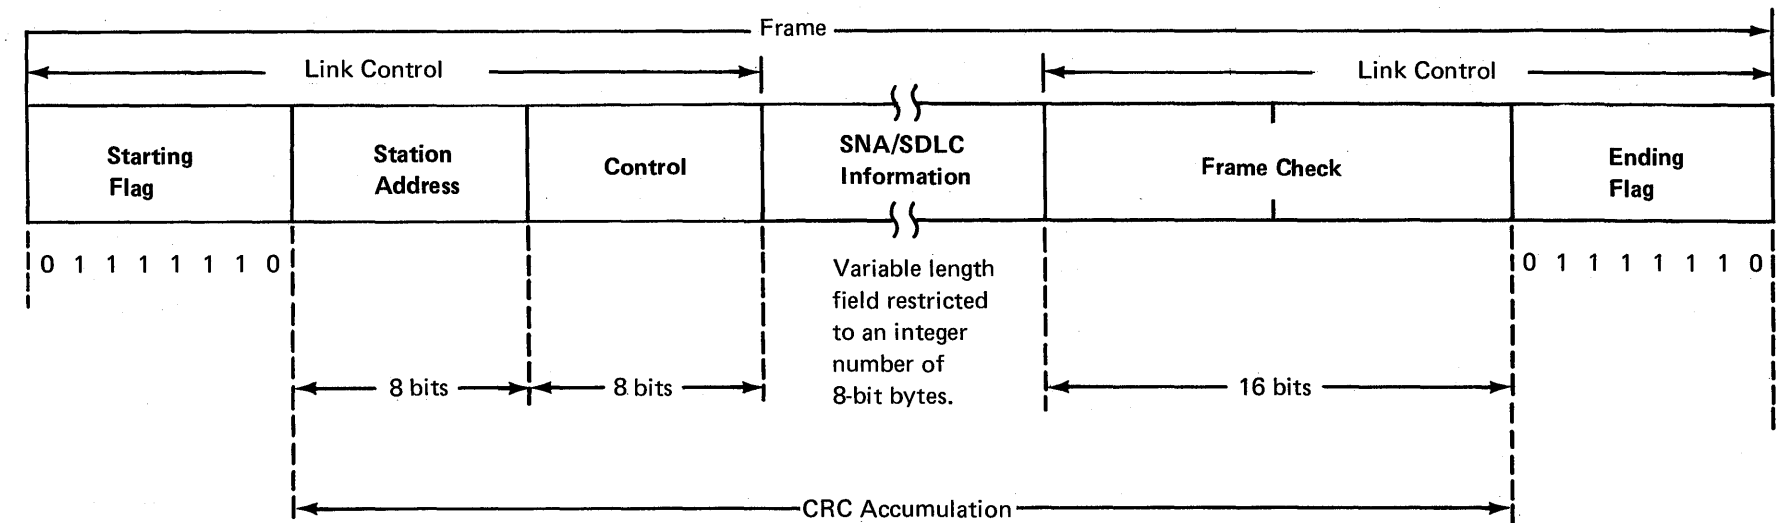 Frame
Link Control
Link Control
Starting
Flag
Station
Address
Control
SNA/SDLC
Information
Frame Check
Ending
Flag
0 1 1 1 1 1 1 0
Variable length
field restricted
to an integer
number of
8-bit bytes.
0 1 1 1 1 1 1 0
8 bits
8 bits
16 bits
CRC Accumulation